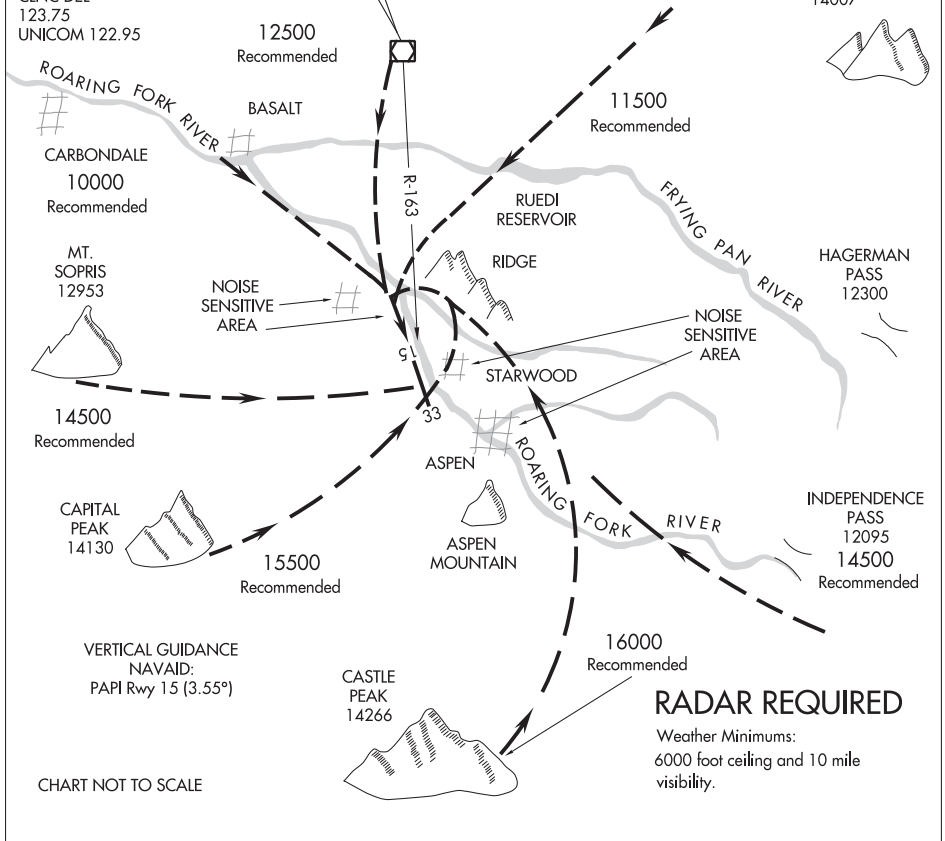 123.75
UNICOM 122.95
12500
Recommended
ROARING FORK RIVER
BASALT
11500
Recommended
CARBONDALE
10000
Recommended
R-163
RUEDI
RESERVOIR
FRYING PAN RIVER
MT.
SOPRIS
12953
NOISE
SENSITIVE
AREA
RIDGE
HAGERMAN
PASS
12300
NOISE
SENSITIVE
AREA
15
STARWOOD
33
14500
Recommended
ASPEN
ROARING FORK RIVER
CAPITAL
PEAK
14130
15500
Recommended
ASPEN
MOUNTAIN
INDEPENDENCE
PASS
12095
14500
Recommended
VERTICAL GUIDANCE
NAVAID:
PAPI Rwy 15 (3.55°)
CASTLE
PEAK
14266
16000
Recommended
RADAR REQUIRED
Weather Minimums:
6000 foot ceiling and 10 mile
visibility.
CHART NOT TO SCALE